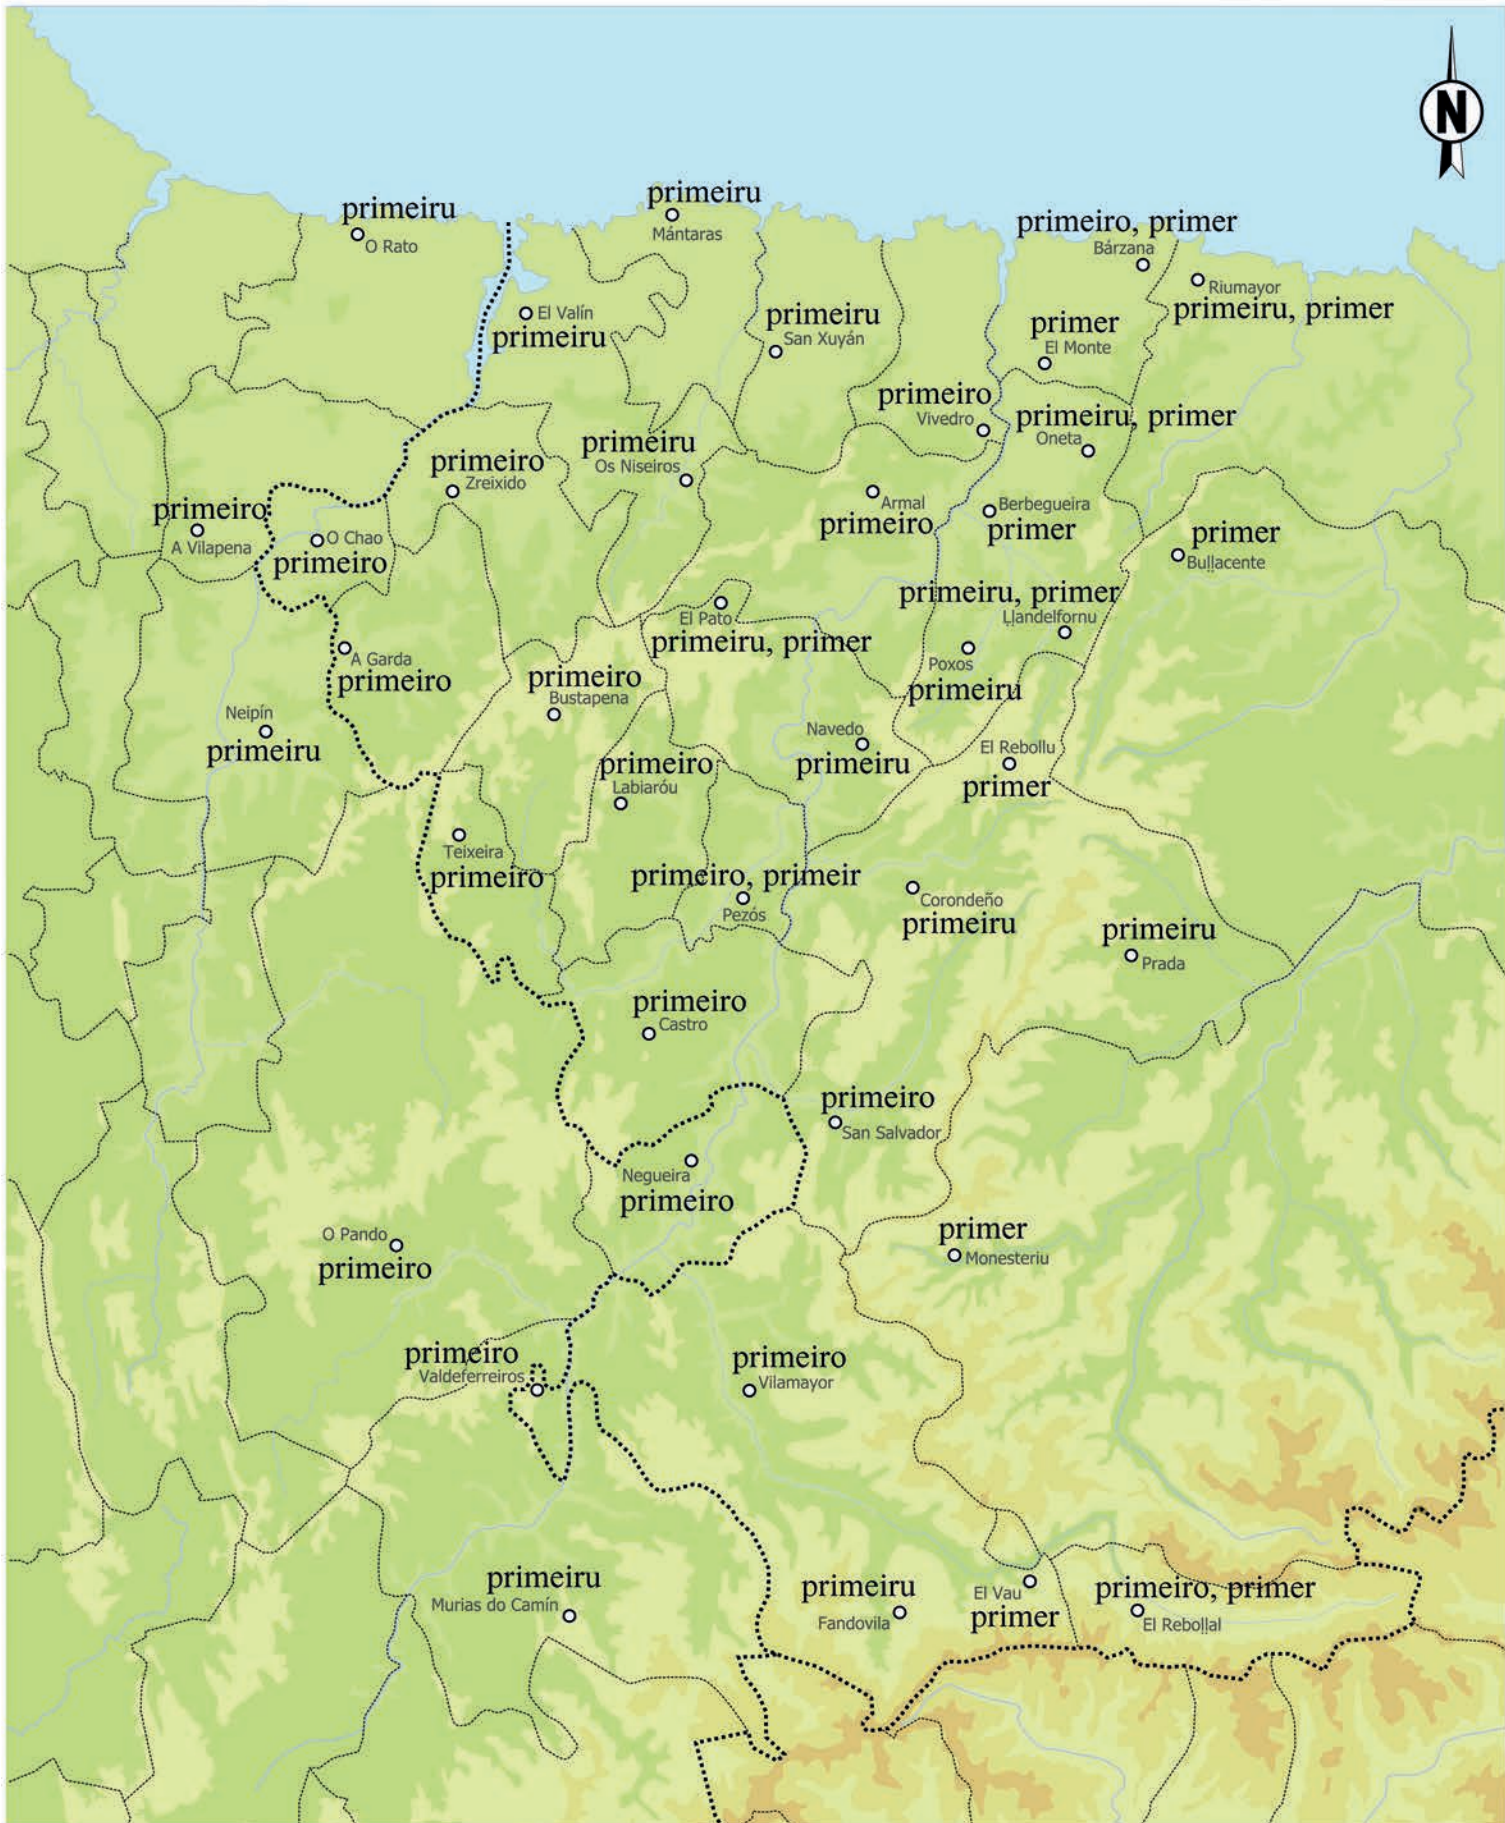 N
primeiru
Mántaras
primeiru
O Rato
primeiro, primer
Bárzana
Riumayor
primeiru, primer
El Valín
primeiru
primeiru
San Xuyán
primer
El Monte
primeiro
Vivedro
primeiru, primer
Oneta
primeiru
Os Niseiros
primeiro
Zreixido
Armal
primeiro
Berbegueira
primer
primeiro
A Vilapena
O Chao
primeiro
primer
Buḷḷacente
primeiru, primer
Ḷḷandelfornu
El Pato
primeiru, primer
A Garda
primeiro
Poxos
primeiru
primeiro
Bustapena
Neipín
primeiru
Navedo
primeiru
El Rebollu
primer
primeiro
Labiaróu
Teixeira
primeiro
primeiro, primeir
Pezós
Corondeño
primeiru
primeiru
Prada
primeiro
Castro
primeiro
San Salvador
Negueira
primeiro
O Pando
primeiro
primer
Monesteriu
primeiro
Valdeferreiros
primeiro
Vilamayor
primeiru
Murias do Camín
primeiru
Fandovila
El Vau
primer
primeiro, primer
El Reboḷḷal